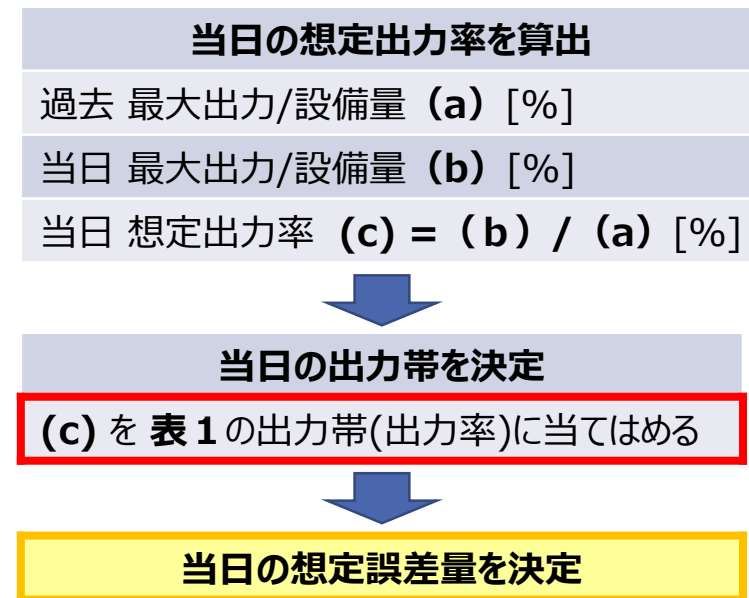 当日の想定出力率を算出
過去 最大出力/設備量（a）[%]
当日 最大出力/設備量（b）[%]
当日 想定出力率 (c) =（ｂ）/（a）[%]
当日の出力帯を決定
(c) を 表１の出力帯(出力率)に当てはめる
当日の想定誤差量を決定